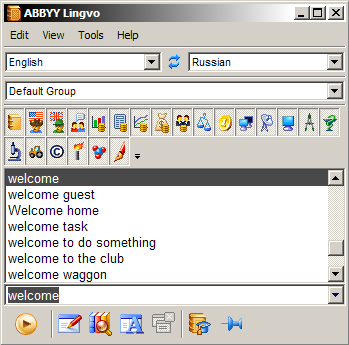 ABBYY Lingvo
Edit View Tools Help
English Russian
Default Group
welcome
welcome guest
Welcome home
welcome task
welcome to do something
welcome to the club
welcome waggon
welcome